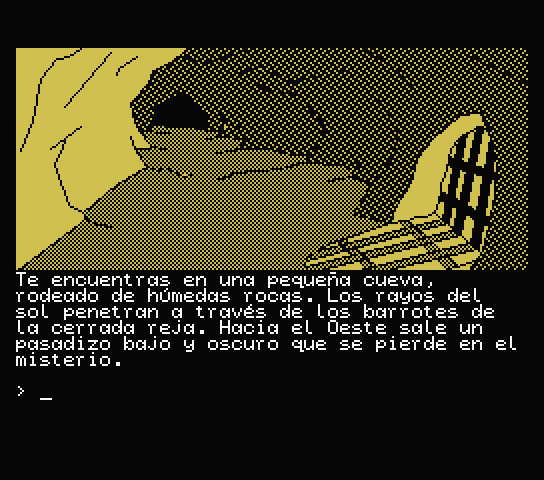 Te encuentras en una pequeña cueva,
rodeado de húmedas rocas. Los rayos del
sol penetran a través de los barrotes de
la cerrada reja. Hacia el Oeste sale un
pasadizo bajo y oscuro que se pierde en el
misterio.
> _